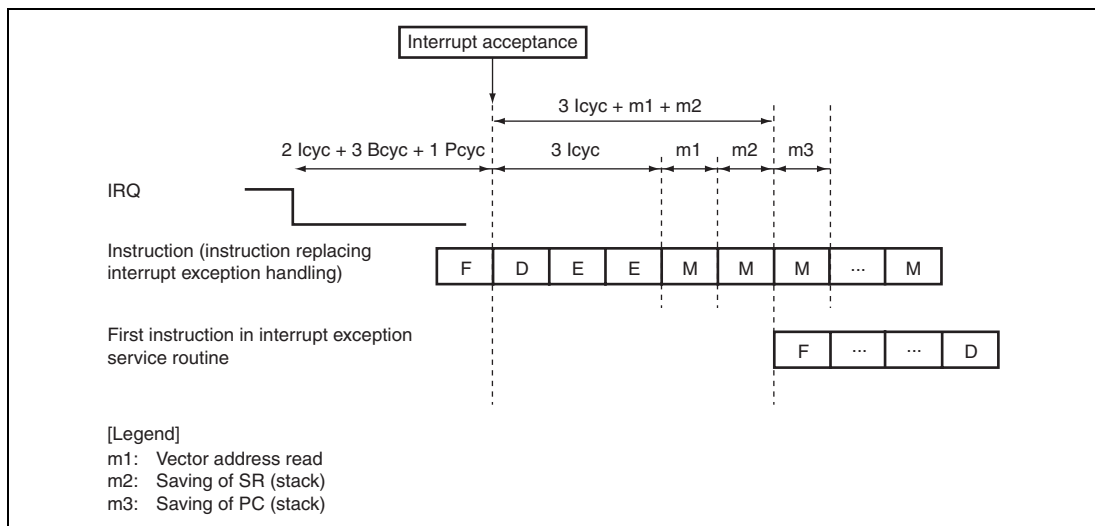 Interrupt acceptance
3 Icyc + m1 + m2
2 Icyc + 3 Bcyc + 1 Pcyc
3 Icyc
m1
m2
m3
IRQ
Instruction (instruction replacing
interrupt exception handling)
F D E E M M M ... M
First instruction in interrupt exception
service routine
F ... ... D
[Legend]
m1: Vector address read
m2: Saving of SR (stack)
m3: Saving of PC (stack)